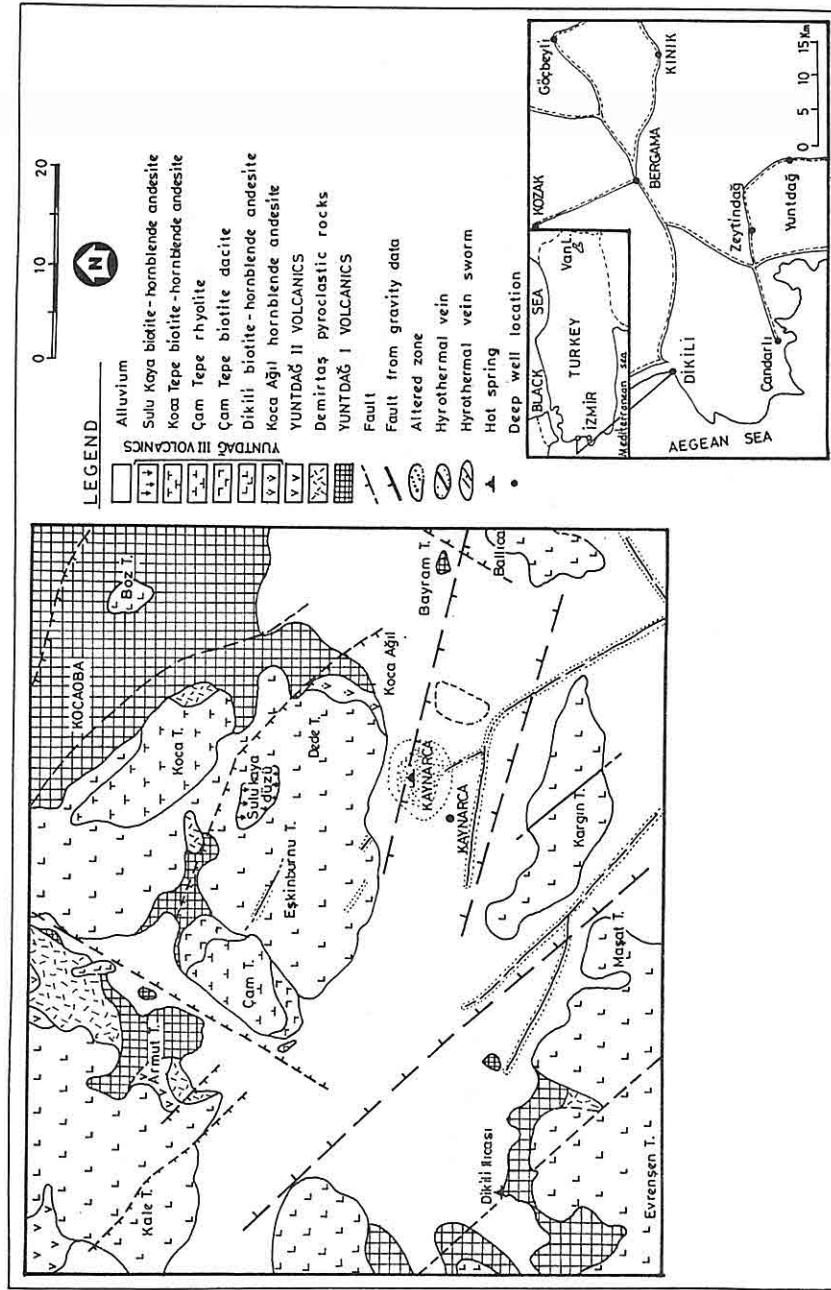 LEGEND
Alluvium
YUNTDAĞ III VOLCANICS
Sulu Kaya biotite-hornblende andesite
Koca Tepe biotite-hornblende andesite
Çam Tepe rhyolite
Çam Tepe biotite dacite
Dikili biotite-hornblende andesite
Koca Ağıl hornblende andesite
YUNTDAĞ II VOLCANICS
Demirtaş pyroclastic rocks
YUNTDAĞ I VOLCANICS
Fault
Fault from gravity data
Altered zone
Hyrothermal vein
Hyrothermal vein sworm
Hot spring
Deep well location
0 10 20
N
KOCAOBA
Boz T.
Koca T.
Sulu kaya
düzü
Dede T.
Koca Ağıl
Eşkinburnu T.
Çam T.
Armut T.
Kale T.
Bayram T.
Ballıca
KAYNARCA
KAYNARCA
Kargın T.
Maşat T.
Dikili Ilıcası
Evrenşen T.
BLACK SEA
TURKEY
Van L.
İZMİR
Mediterranean sea
KOZAK
Göçbeyli
KINIK
BERGAMA
DİKİLİ
Zeytindağ
Yuntdağ
Çandarlı
AEGEAN SEA
0 5 10 15 Km